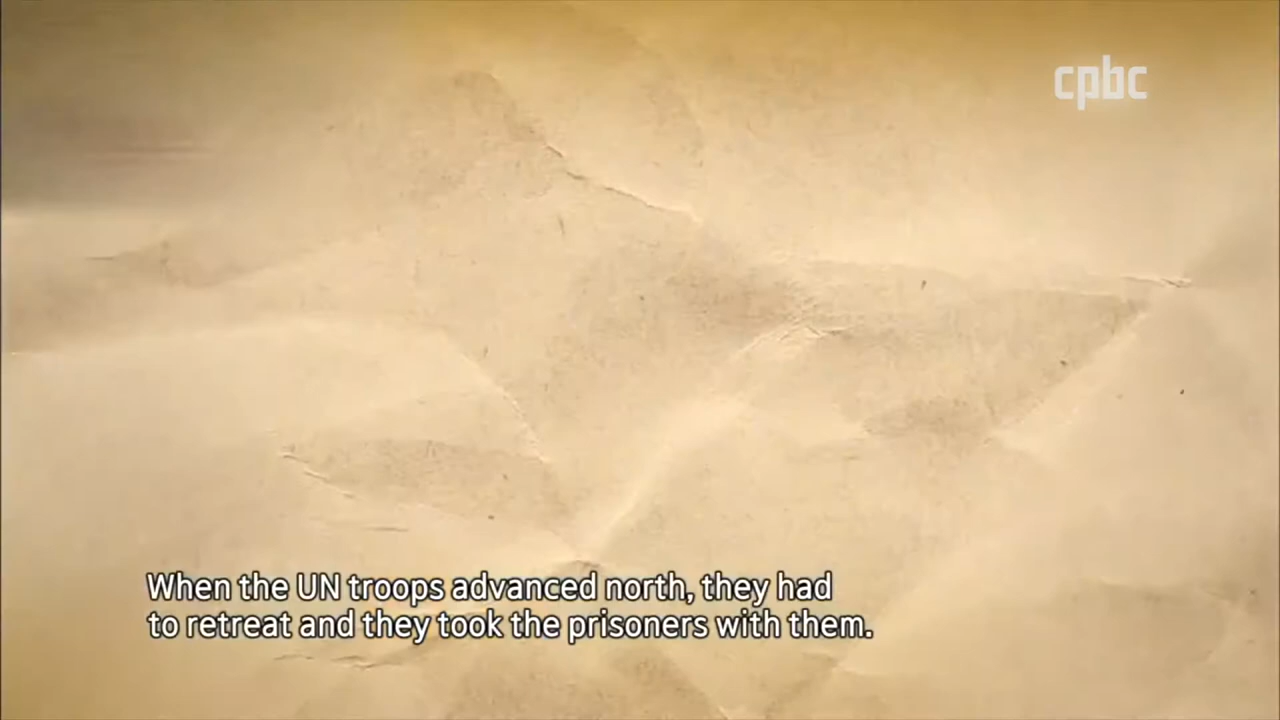 cpbc
When the UN troops advanced north, they had
to retreat and they took the prisoners with them.